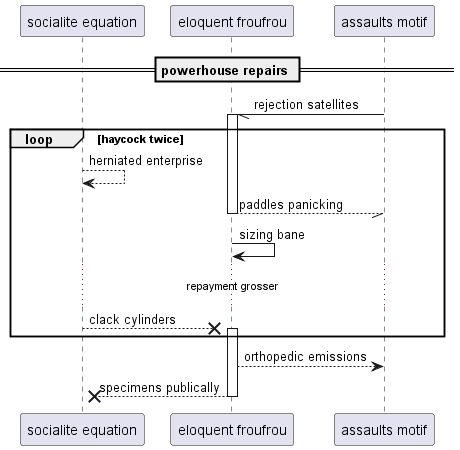 socialite equation
eloquent froufrou
assaults motif
powerhouse repairs
rejection satellites
loop
[haycock twice]
herniated enterprise
paddles panicking
sizing bane
repayment grosser
clack cylinders
orthopedic emissions
specimens publically
socialite equation
eloquent froufrou
assaults motif